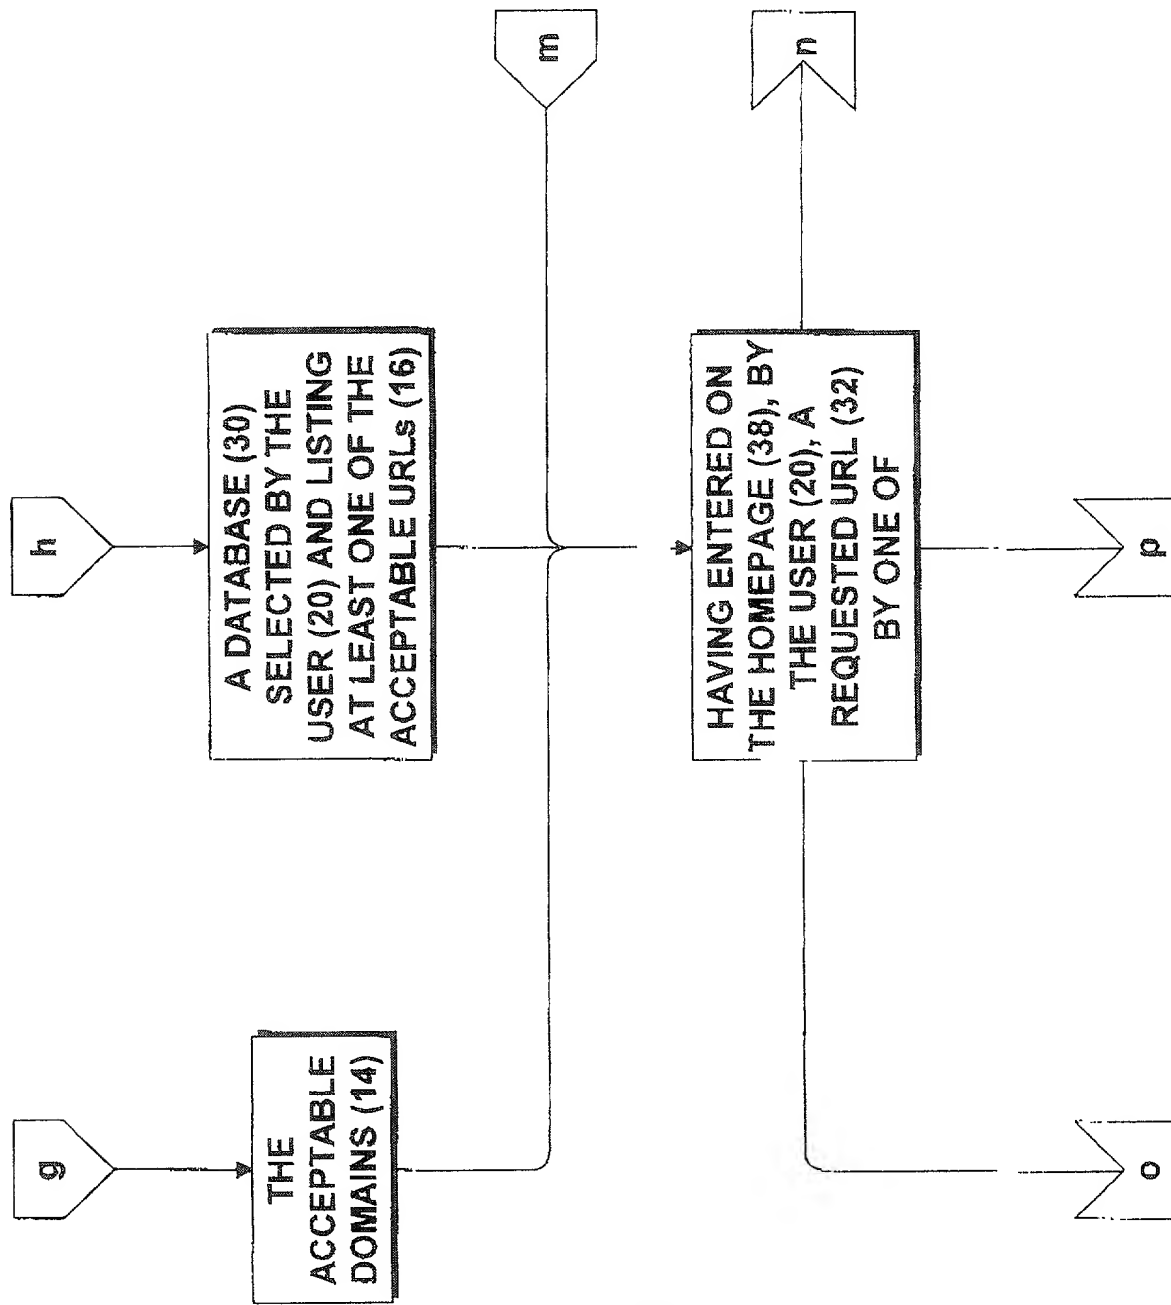 g
h
THE
ACCEPTABLE
DOMAINS (14)
A DATABASE (30)
SELECTED BY THE
USER (20) AND LISTING
AT LEAST ONE OF THE
ACCEPTABLE URLs (16)
m
HAVING ENTERED ON
THE HOMEPAGE (38), BY
THE USER (20), A
REQUESTED URL (32)
BY ONE OF
n
o
p